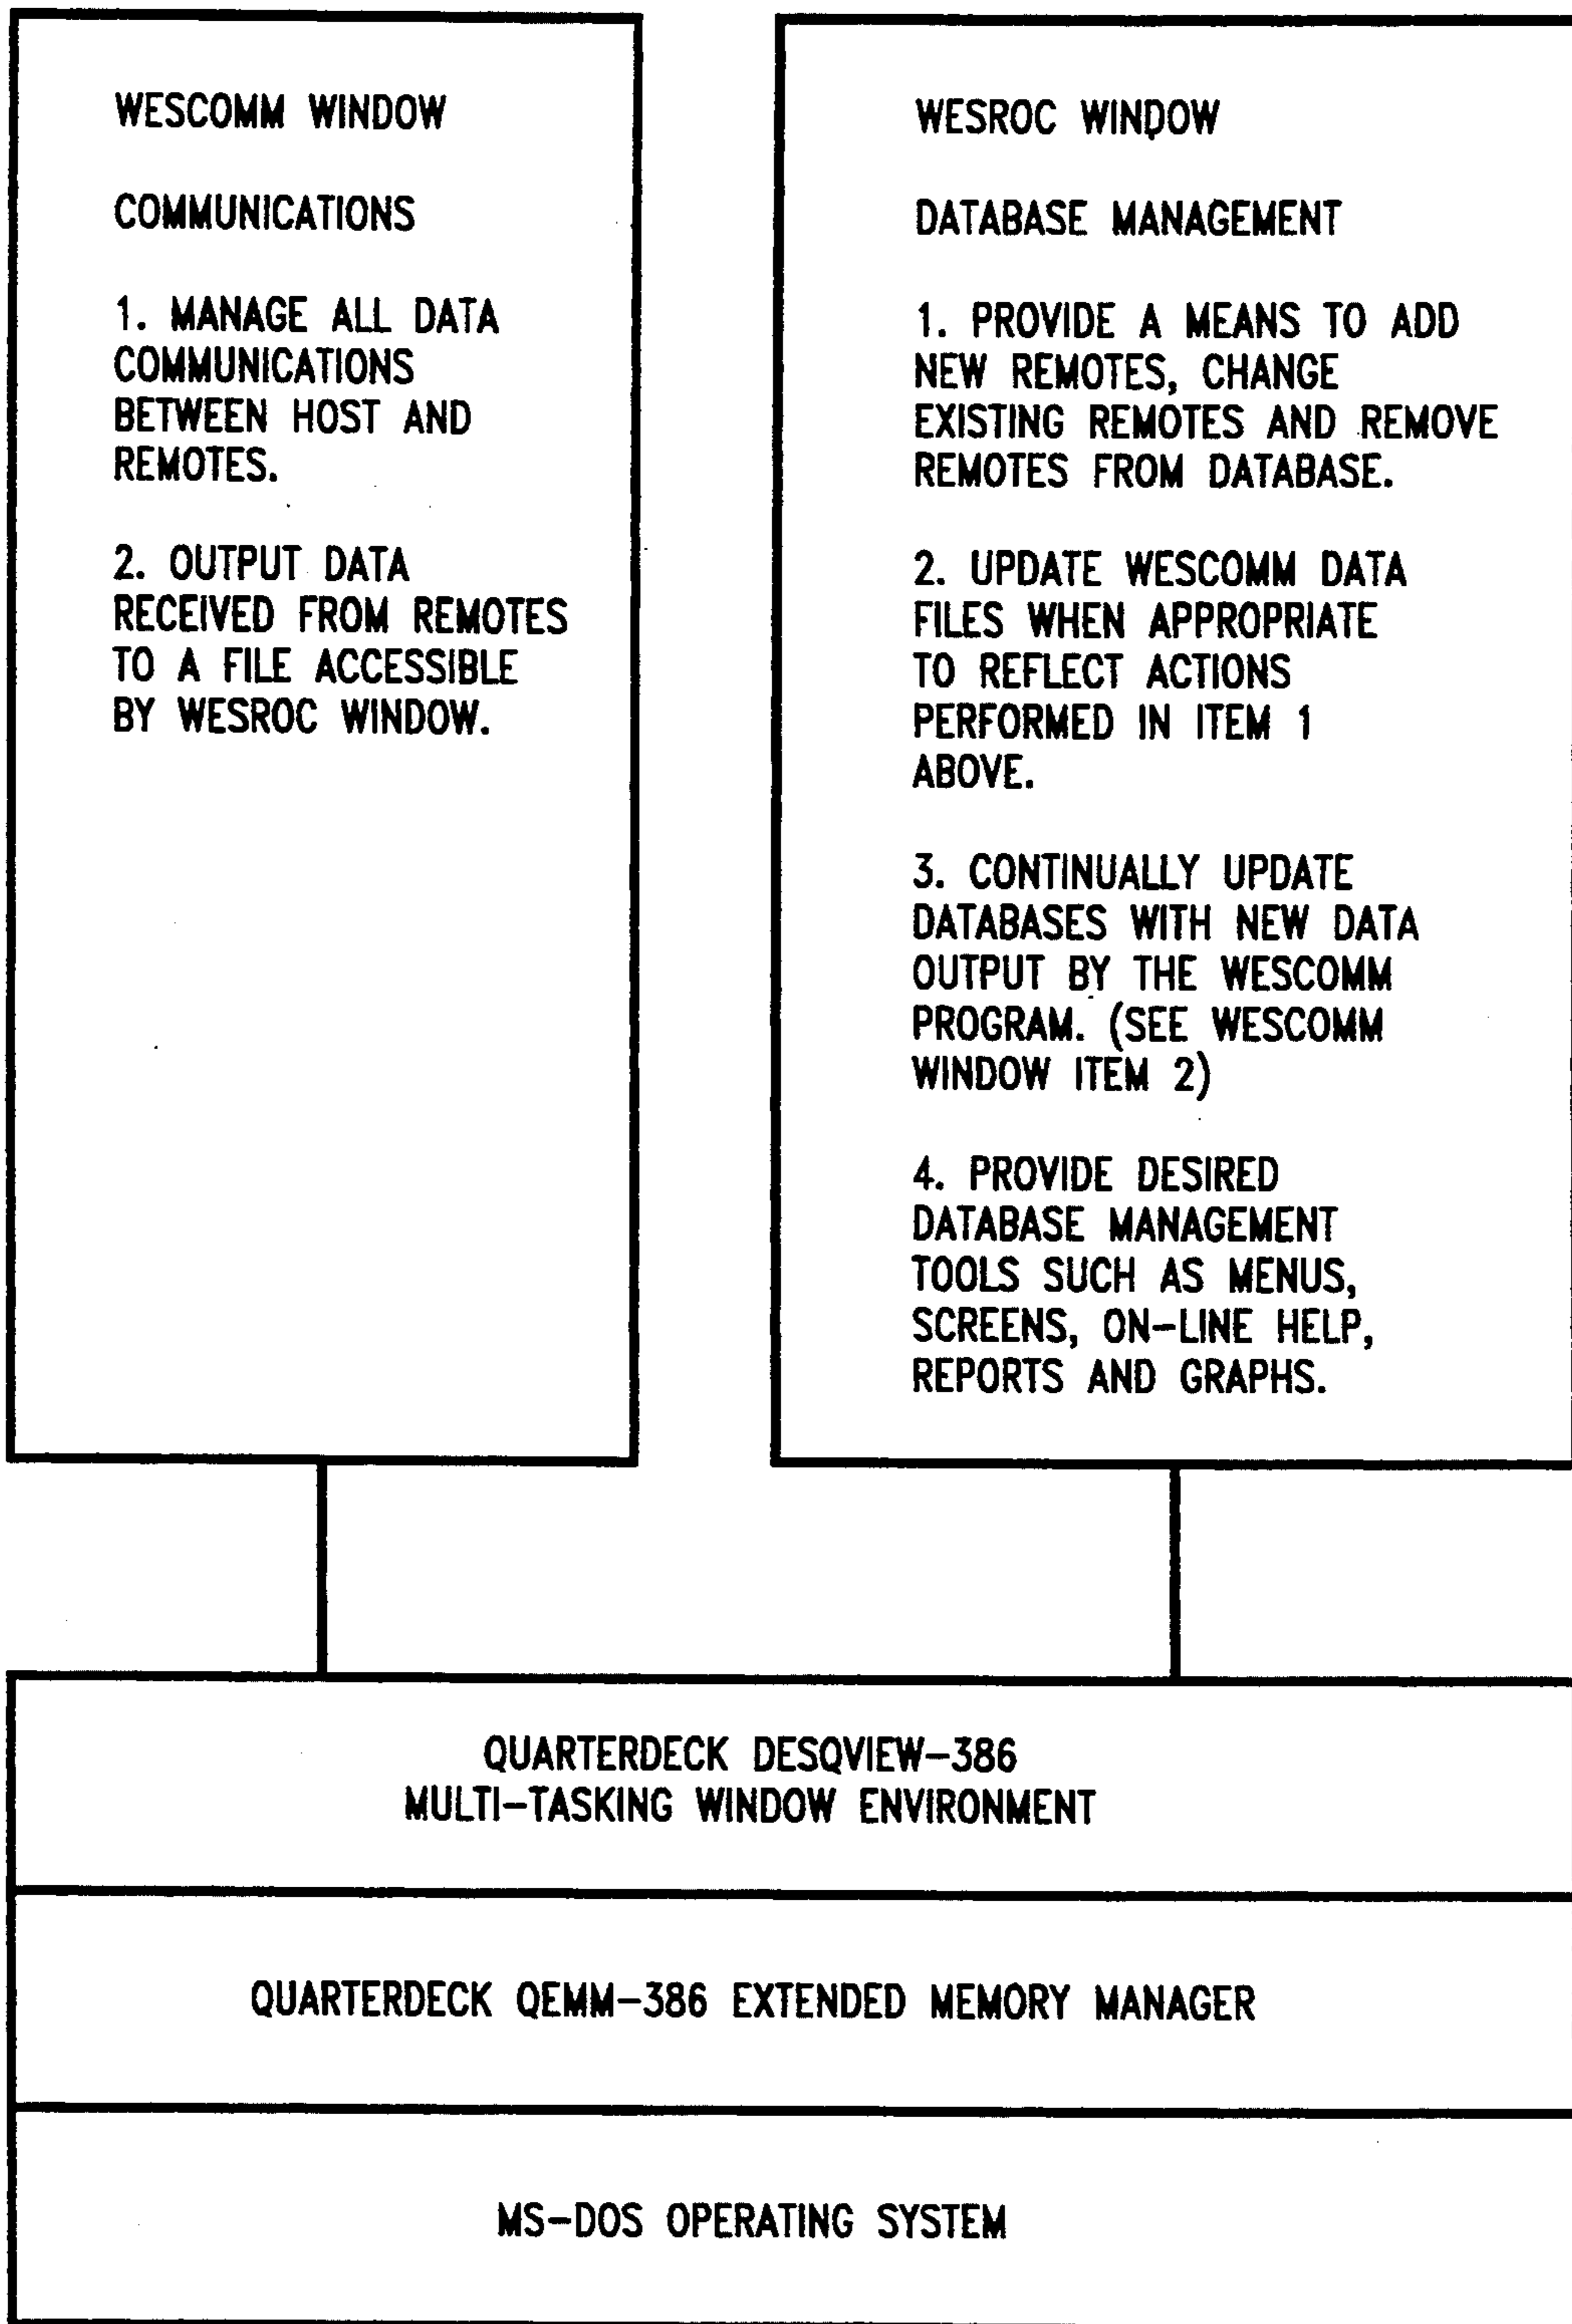 WESCOMM WINDOW
COMMUNICATIONS
1. MANAGE ALL DATA
COMMUNICATIONS
BETWEEN HOST AND
REMOTES.
2. OUTPUT DATA
RECEIVED FROM REMOTES
TO A FILE ACCESSIBLE
BY WESROC WINDOW.
WESROC WINDOW
DATABASE MANAGEMENT
1. PROVIDE A MEANS TO ADD
NEW REMOTES, CHANGE
EXISTING REMOTES AND REMOVE
REMOTES FROM DATABASE.
2. UPDATE WESCOMM DATA
FILES WHEN APPROPRIATE
TO REFLECT ACTIONS
PERFORMED IN ITEM 1
ABOVE.
3. CONTINUALLY UPDATE
DATABASES WITH NEW DATA
OUTPUT BY THE WESCOMM
PROGRAM. (SEE WESCOMM
WINDOW ITEM 2)
4. PROVIDE DESIRED
DATABASE MANAGEMENT
TOOLS SUCH AS MENUS,
SCREENS, ON-LINE HELP,
REPORTS AND GRAPHS.
QUARTERDECK DESQVIEW-386
MULTI-TASKING WINDOW ENVIRONMENT
QUARTERDECK QEMM-386 EXTENDED MEMORY MANAGER
MS-DOS OPERATING SYSTEM